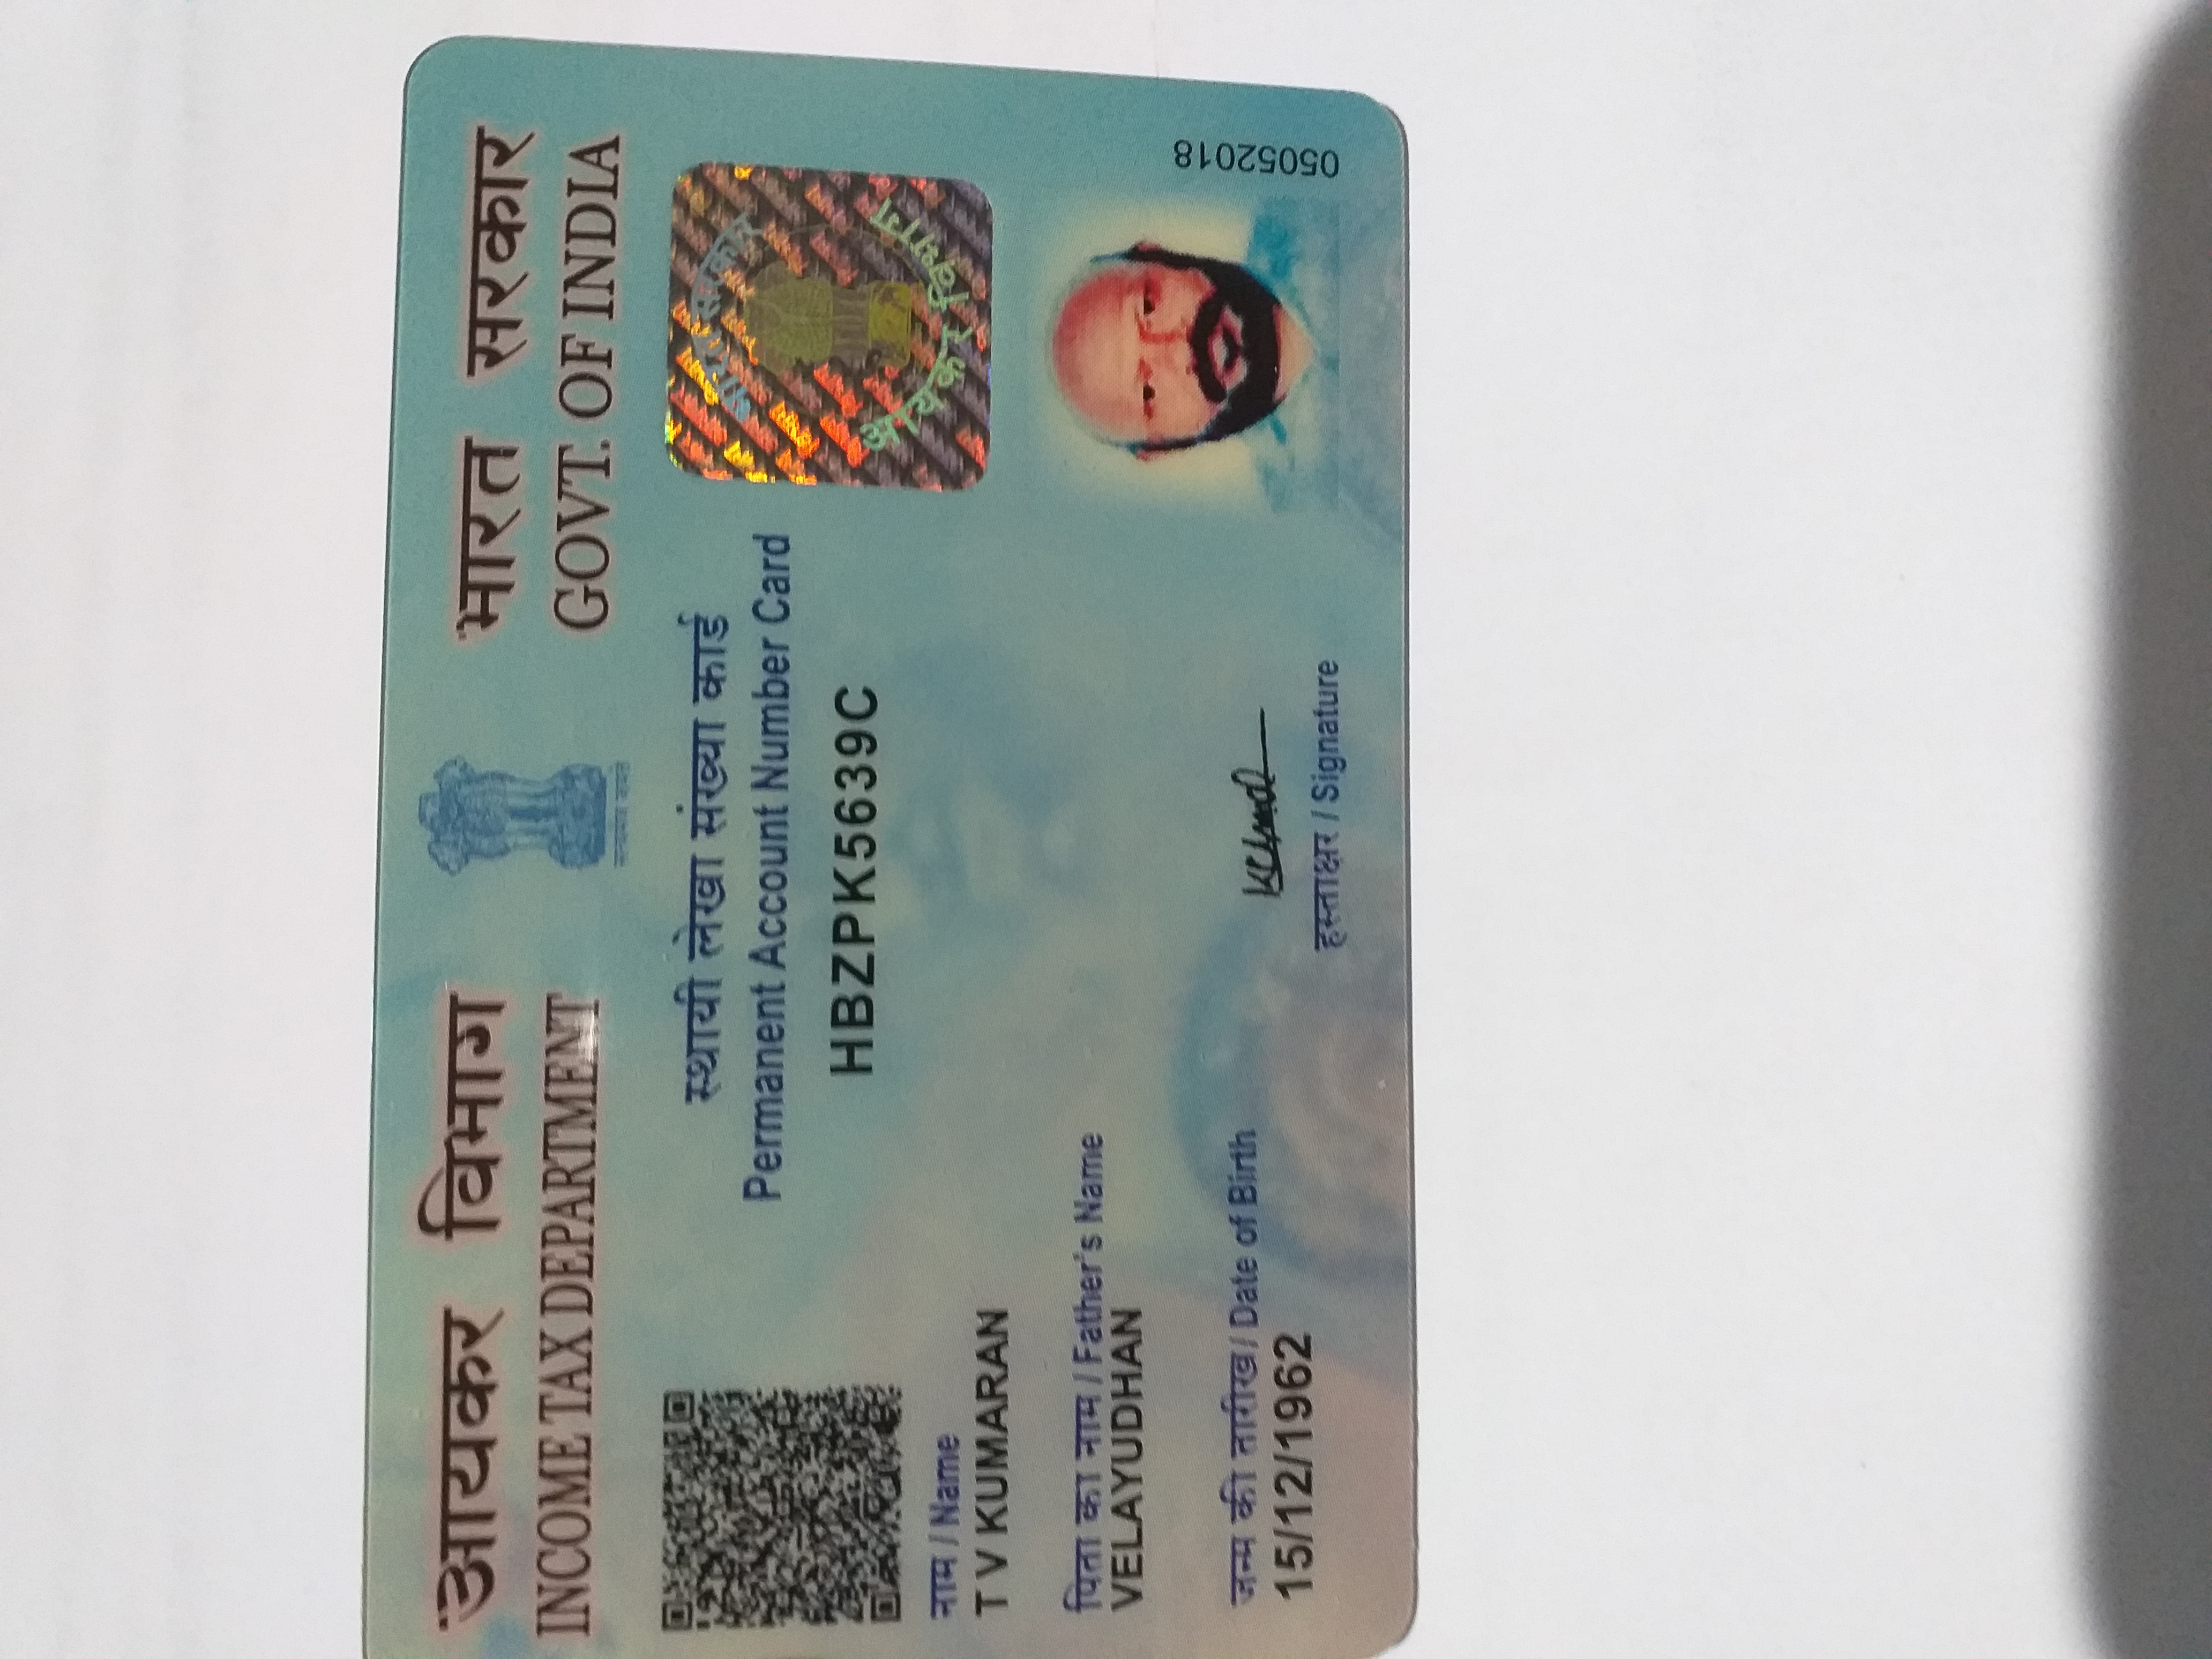 आयकर विभाग
INCOME TAX DEPARTMENT
भारत सरकार
GOVT. OF INDIA
सत्यमेव जयते
स्थायी लेखा संख्या कार्ड
Permanent Account Number Card
HBZPK5639C
भारत सरकार
आयकर विभाग
नाम / Name
T V KUMARAN
पिता का नाम / Father's Name
VELAYUDHAN
जन्म की तारीख / Date of Birth
15/12/1962
हस्ताक्षर / Signature
05052018